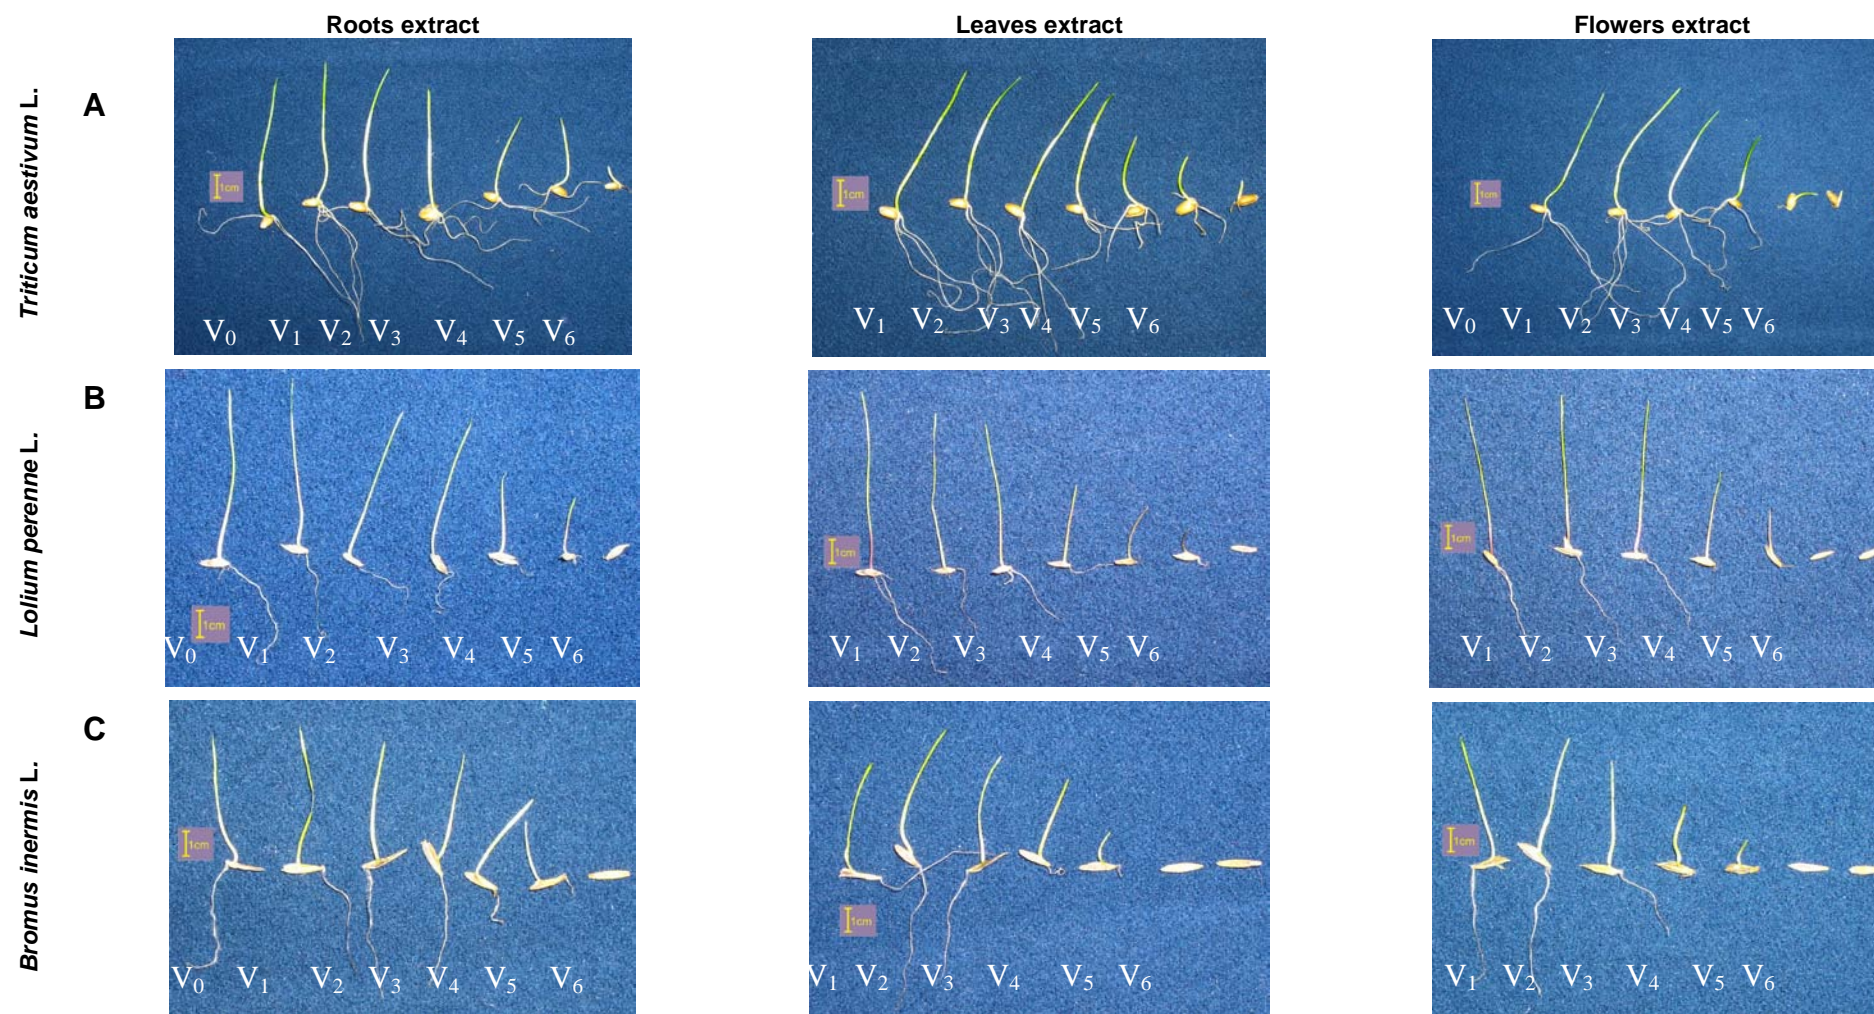 Roots extract Leaves extract Flowers extract
A
Triticum aestivum L.
1cm 1cm 1cm
V0 V1 V2 V3 V4 V5 V6
V1 V2 V3 V4 V5 V6
V0 V1 V2 V3 V4 V5 V6
B
Lolium perenne L.
1cm 1cm 1cm
V0 V1 V2 V3 V4 V5 V6
V1 V2 V3 V4 V5 V6
V1 V2 V3 V4 V5 V6
C
Bromus inermis L.
1cm 1cm 1cm
V0 V1 V2 V3 V4 V5 V6
V1 V2 V3 V4 V5 V6
V1 V2 V3 V4 V5 V6